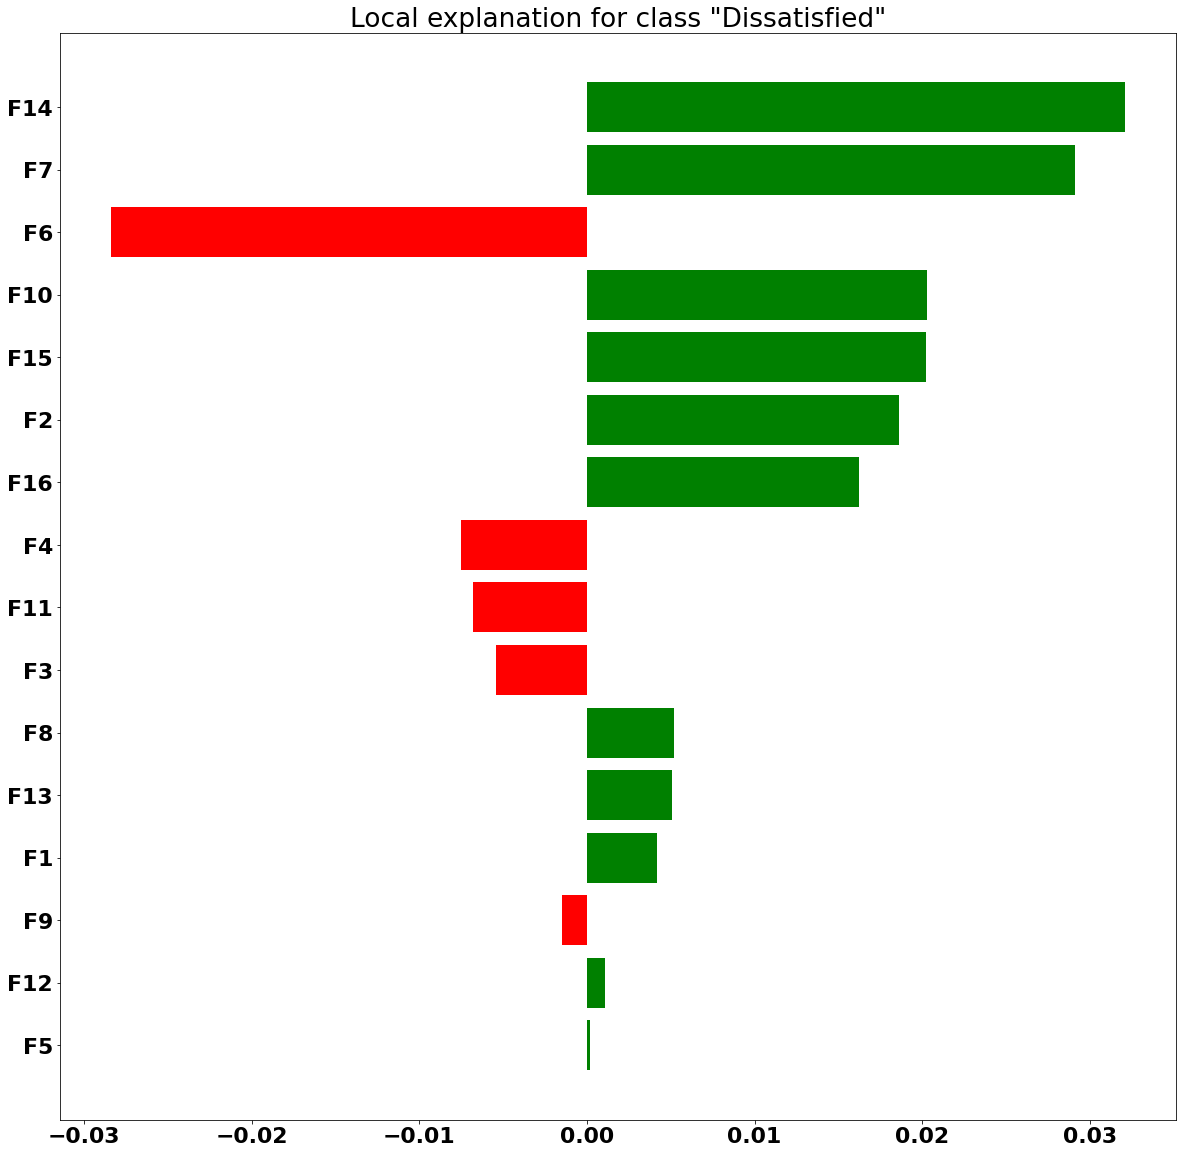 Local explanation for class "Dissatisfied"
F14
F7
F6
F10
F15
F2
F16
F4
F11
F3
F8
F13
F1
F9
F12
F5
−0.03 −0.02 −0.01 0.00 0.01 0.02 0.03